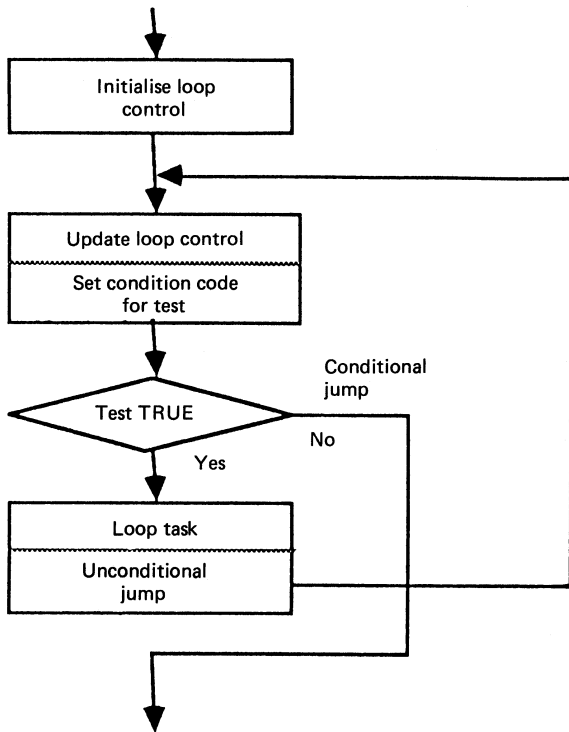 Initialise loop
control
Update loop control
Set condition code
for test
Conditional
jump
Test TRUE
No
Yes
Loop task
Unconditional
jump